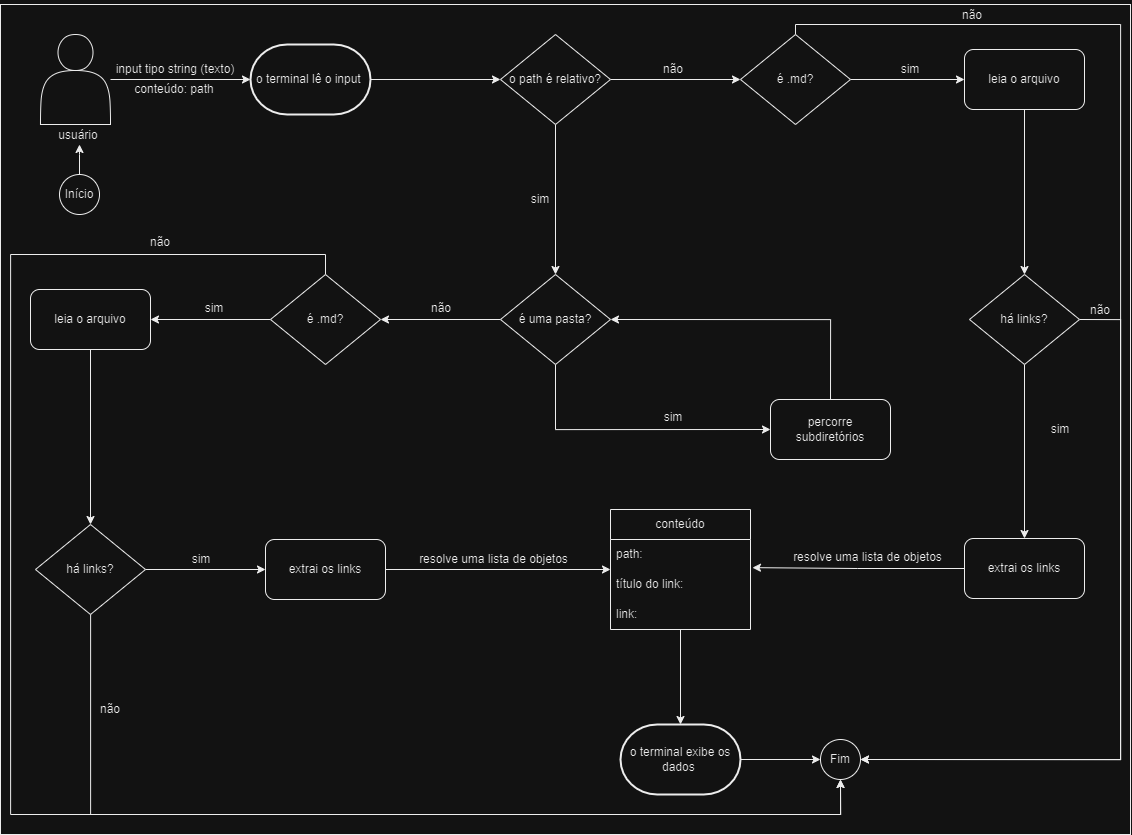 não
input tipo string (texto)
conteúdo: path
o terminal lê o input
o path é relativo?
não
é .md?
sim
leia o arquivo
usuário
Início
sim
não
leia o arquivo
sim
é .md?
não
é uma pasta?
há links?
não
sim
percorre
subdiretórios
sim
conteúdo
path:
título do link:
link:
há links?
sim
extrai os links
resolve uma lista de objetos
resolve uma lista de objetos
extrai os links
não
o terminal exibe os
dados
Fim